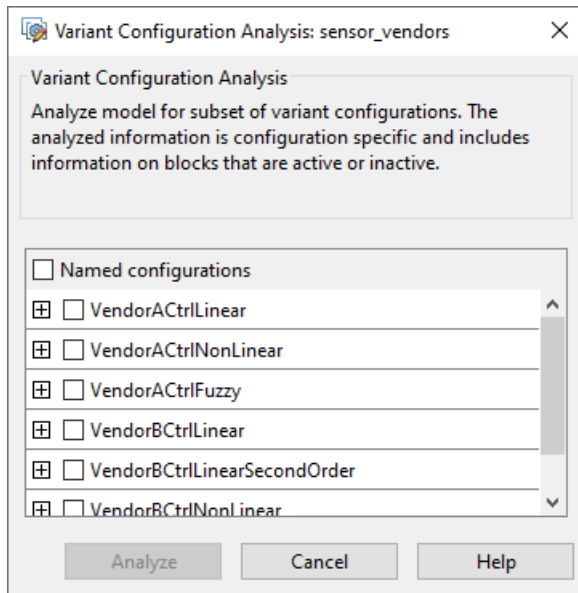 Variant Configuration Analysis: sensor_vendors
Variant Configuration Analysis
Analyze model for subset of variant configurations. The
analyzed information is configuration specific and includes
information on blocks that are active or inactive.
Named configurations
VendorACtrlLinear
VendorACtrlNonLinear
VendorACtrlFuzzy
VendorBCtrlLinear
VendorBCtrlLinearSecondOrder
VendorBCtrlNonLinear
Analyze
Cancel
Help